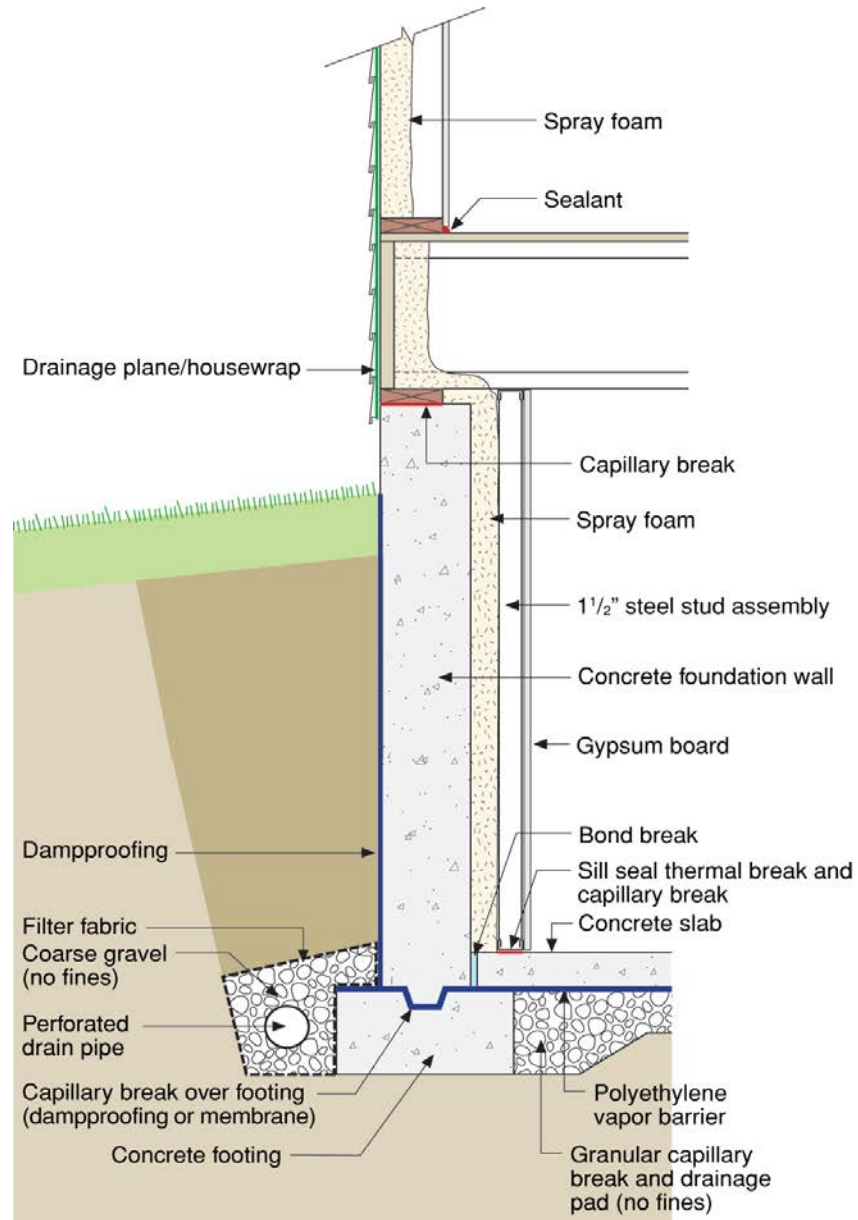 Spray foam
Sealant
Drainage plane/housewrap
Capillary break
Spray foam
1 1/2” steel stud assembly
Concrete foundation wall
Gypsum board
Bond break
Dampproofing
Sill seal thermal break and
capillary break
Filter fabric
Concrete slab
Coarse gravel
(no fines)
Perforated
drain pipe
Capillary break over footing
(dampproofing or membrane)
Polyethylene
vapor barrier
Concrete footing
Granular capillary
break and drainage
pad (no fines)